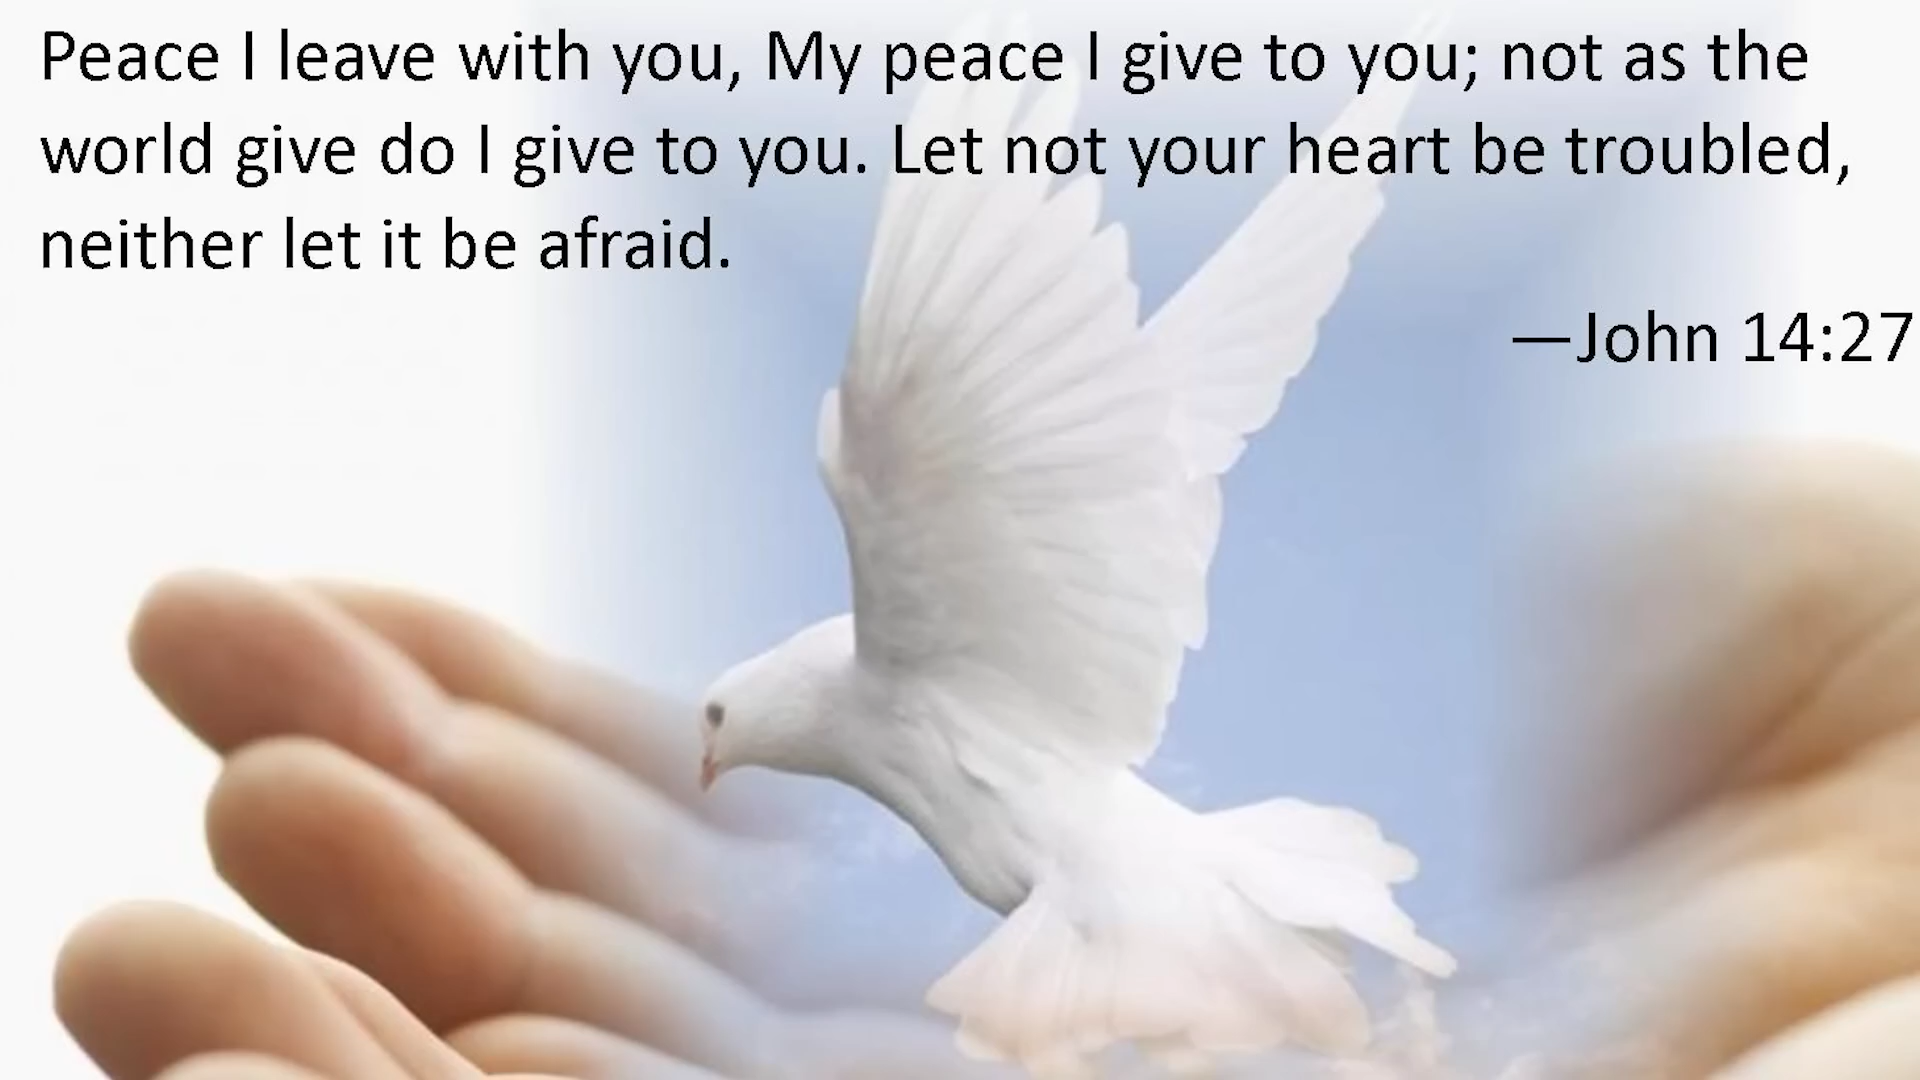 Peace I leave with you, My peace I give to you; not as the
world give do I give to you. Let not your heart be troubled,
neither let it be afraid.
—John 14:27